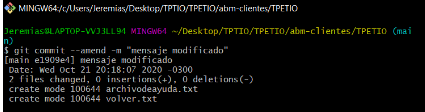 MINGW64:/c/Users/Jeremias/Desktop/TPTIO/TPETIO/abm-clientes/TPETIO
Jeremias@LAPTOP-VVJJLL94 MINGW64 ~/Desktop/TPTIO/TPETIO/abm-clientes/TPETIO (mai
n)
$ git commit --amend -m "mensaje modificado"
[main e1909e4] mensaje modificado
Date: Wed Oct 21 20:18:07 2020 -0300
2 files changed, 0 insertions(+), 0 deletions(-)
create mode 100644 archivodeayuda.txt
create mode 100644 volver.txt